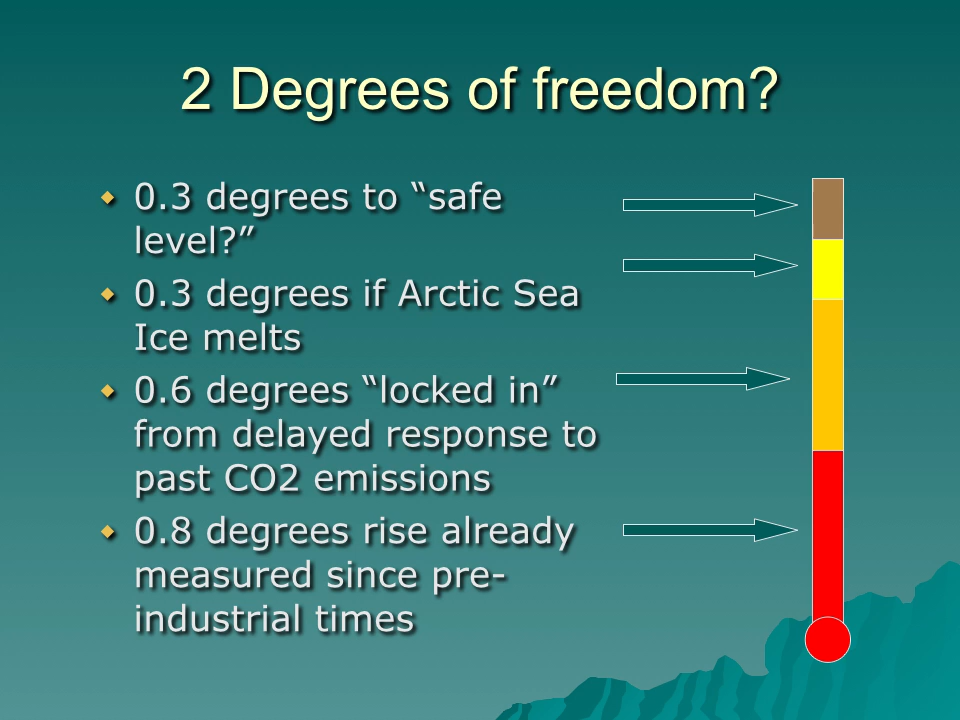 2 Degrees of freedom?
0.3 degrees to “safe
level?”
0.3 degrees if Arctic Sea
Ice melts
0.6 degrees “locked in”
from delayed response to
past CO2 emissions
0.8 degrees rise already
measured since pre-
industrial times